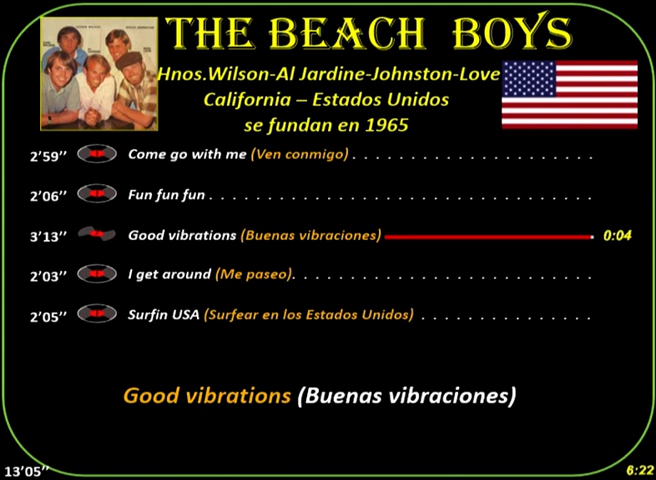 THE BEACH BOYS
Hnos.Wilson-Al Jardine-Johnston-Love
California – Estados Unidos
se fundan en 1965
2’59’’ Come go with me (Ven conmigo) . . . . . . . . . . . . . . . . . . . . . .
2’06’’ Fun fun fun . . . . . . . . . . . . . . . . . . . . . . . . . . . . . . . . . . .
3’13’’ Good vibrations (Buenas vibraciones) 0:04
2’03’’ I get around (Me paseo). . . . . . . . . . . . . . . . . . . . . . . . . . .
2’05’’ Surfin USA (Surfear en los Estados Unidos) . . . . . . . . . . . . . . . .
Good vibrations (Buenas vibraciones)
13’05’’ 6:22